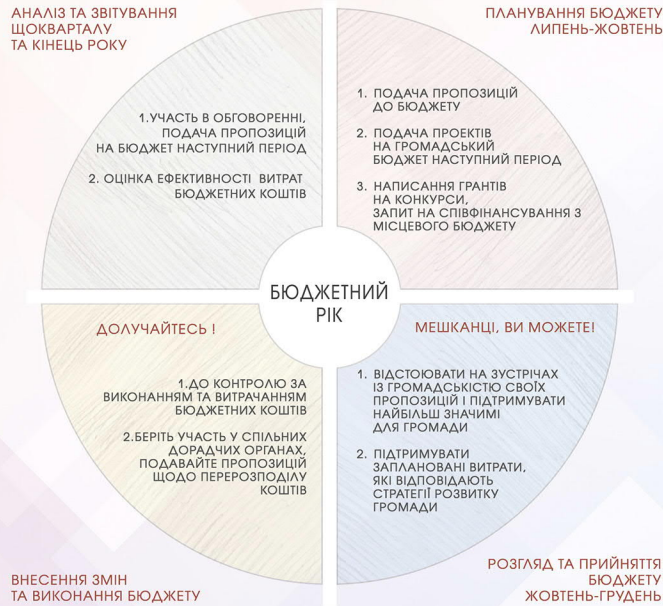 АНАЛІЗ ТА ЗВІТУВАННЯ
ЩОКВАРТАЛУ
ТА КІНЕЦЬ РОКУ
1.УЧАСТЬ В ОБГОВОРЕННІ,
ПОДАЧА ПРОПОЗИЦІЙ
НА БЮДЖЕТ НАСТУПНИЙ ПЕРІОД
2. ОЦІНКА ЕФЕКТИВНОСТІ ВИТРАТ
БЮДЖЕТНИХ КОШТІВ
ПЛАНУВАННЯ БЮДЖЕТУ
ЛИПЕНЬ-ЖОВТЕНЬ
1. ПОДАЧА ПРОПОЗИЦІЙ
ДО БЮДЖЕТУ
2. ПОДАЧА ПРОЕКТІВ
НА ГРОМАДСЬКИЙ
БЮДЖЕТ НАСТУПНИЙ ПЕРІОД
3. НАПИСАННЯ ГРАНТІВ
НА КОНКУРСИ,
ЗАПИТ НА СПІВФІНАНСУВАННЯ З
МІСЦЕВОГО БЮДЖЕТУ
БЮДЖЕТНИЙ
РІК
ДОЛУЧАЙТЕСЬ !
1.ДО КОНТРОЛЮ ЗА
ВИКОНАННЯМ ТА ВИТРАЧАННЯМ
БЮДЖЕТНИХ КОШТІВ
2.БЕРІТЬ УЧАСТЬ У СПІЛЬНИХ
ДОРАДЧИХ ОРГАНАХ,
ПОДАВАЙТЕ ПРОПОЗИЦІЙ
ЩОДО ПЕРЕРОЗПОДІЛУ
КОШТІВ
ВНЕСЕННЯ ЗМІН
ТА ВИКОНАННЯ БЮДЖЕТУ
МЕШКАНЦІ, ВИ МОЖЕТЕ!
1. ВІДСТОЮВАТИ НА ЗУСТРІЧАХ
ІЗ ГРОМАДСЬКІСТЮ СВОЇХ
ПРОПОЗИЦІЙ І ПІДТРИМУВАТИ
НАЙБІЛЬШ ЗНАЧИМІ
ДЛЯ ГРОМАДИ
2. ПІДТРИМУВАТИ
ЗАПЛАНОВАНІ ВИТРАТИ,
ЯКІ ВІДПОВІДАЮТЬ
СТРАТЕГІЇ РОЗВИТКУ
ГРОМАДИ
РОЗГЛЯД ТА ПРИЙНЯТТЯ
БЮДЖЕТУ
ЖОВТЕНЬ-ГРУДЕНЬ